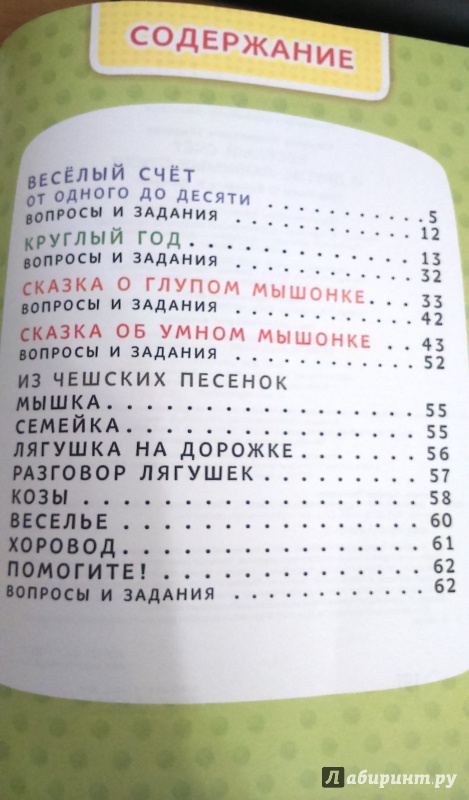 СОДЕРЖАНИЕ
ВЕСЁЛЫЙ СЧЁТ
ОТ ОДНОГО ДО ДЕСЯТИ . . . . . . . . . . . . 5
ВОПРОСЫ И ЗАДАНИЯ . . . . . . . . . . . . 12
КРУГЛЫЙ ГОД. . . . . . . . . . . . . . 13
ВОПРОСЫ И ЗАДАНИЯ . . . . . . . . . . . . 32
СКАЗКА О ГЛУПОМ МЫШОНКЕ. . . 33
ВОПРОСЫ И ЗАДАНИЯ . . . . . . . . . . . . 42
СКАЗКА ОБ УМНОМ МЫШОНКЕ . . 43
ВОПРОСЫ И ЗАДАНИЯ . . . . . . . . . . . . 52
ИЗ ЧЕШСКИХ ПЕСЕНОК
МЫШКА. . . . . . . . . . . . . . . . . . 55
СЕМЕЙКА. . . . . . . . . . . . . . . . . 55
ЛЯГУШКА НА ДОРОЖКЕ. . . . . . . 56
РАЗГОВОР ЛЯГУШЕК. . . . . . . . . 57
КОЗЫ . . . . . . . . . . . . . . . . . . 58
ВЕСЕЛЬЕ . . . . . . . . . . . . . . . . 60
ХОРОВОД. . . . . . . . . . . . . . . . . 61
ПОМОГИТЕ! . . . . . . . . . . . . . . . 62
ВОПРОСЫ И ЗАДАНИЯ . . . . . . . . . . . . 62
Лабиринт.ру